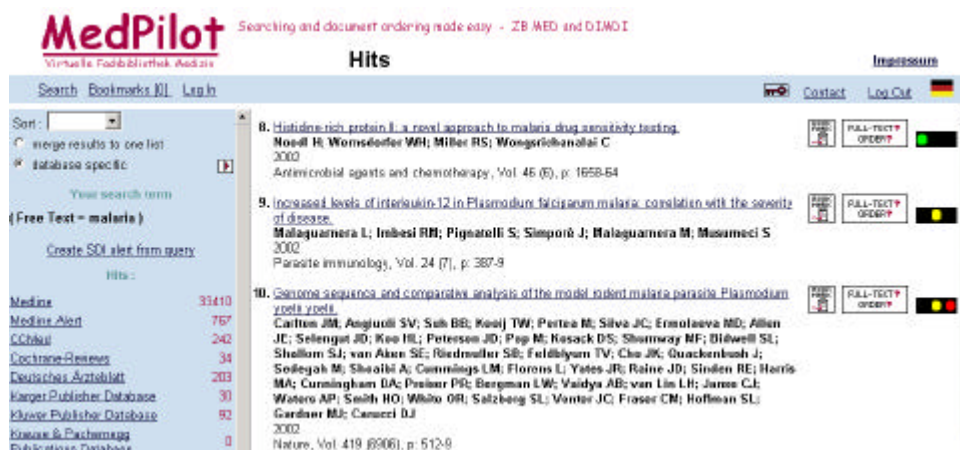 MedPilot
Searching and document ordering made easy - ZB MED and DIMDI
Virtuelle Fachbibliothek Medizin
Hits
Impressum
Search Bookmarks [0] Log In
Contact Log Out
Sort:
merge results to one list
database specific
Your search term
(Free Text = malaria)
Create SDI alert from query
Hits:
Medline 33410
Medline Alert 767
CCMed 242
Cochrane-Reviews 34
Deutsches Ärzteblatt 203
Karger Publisher Database 30
Kluwer Publisher Database 92
Krause & Pachernegg 0
Publications Database
8. Histidine-rich protein II: a novel approach to malaria drug sensitivity testing.
Noedl H; Wernsdorfer WH; Miller RS; Wongsrichanalai C
2002
Antimicrobial agents and chemotherapy, Vol. 46 (6), p: 1658-64
FULL-TEXT?
ORDER?
9. Increased levels of interleukin-12 in Plasmodium falciparum malaria: correlation with the severity
of disease.
Malaguarnera L; Imbesi RM; Pignatelli S; Simporè J; Malaguarnera M; Musumeci S
2002
Parasite immunology, Vol. 24 (7), p: 387-9
FULL-TEXT?
ORDER?
10. Genome sequence and comparative analysis of the model rodent malaria parasite Plasmodium
yoelii yoelii.
Carlton JM; Angiuoli SV; Suh BB; Kooij TW; Pertea M; Silva JC; Ermolaeva MD; Allen
JE; Selengut JD; Koo HL; Peterson JD; Pop M; Kosack DS; Shumway MF; Bidwell SL;
Shallom SJ; van Aken SE; Riedmuller SB; Feldblyum TV; Cho JK; Quackenbush J;
Sedegah M; Shoaibi A; Cummings LM; Florens L; Yates JR; Raine JD; Sinden RE; Harris
MA; Cunningham DA; Preiser PR; Bergman LW; Vaidya AB; van Lin LH; Janse CJ;
Waters AP; Smith HO; White OR; Salzberg SL; Venter JC; Fraser CM; Hoffman SL;
Gardner MJ; Carucci DJ
2002
Nature, Vol. 419 (6906), p: 512-9
FULL-TEXT?
ORDER?